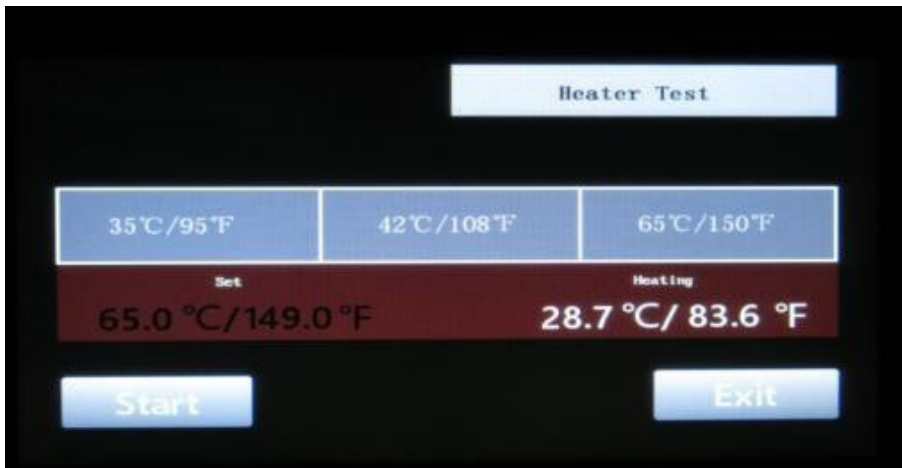 Heater Test
35℃/95℉ 42℃/108℉ 65℃/150℉
Set Heating
65.0 ℃/149.0 ℉ 28.7 ℃/ 83.6 ℉
Start Exit